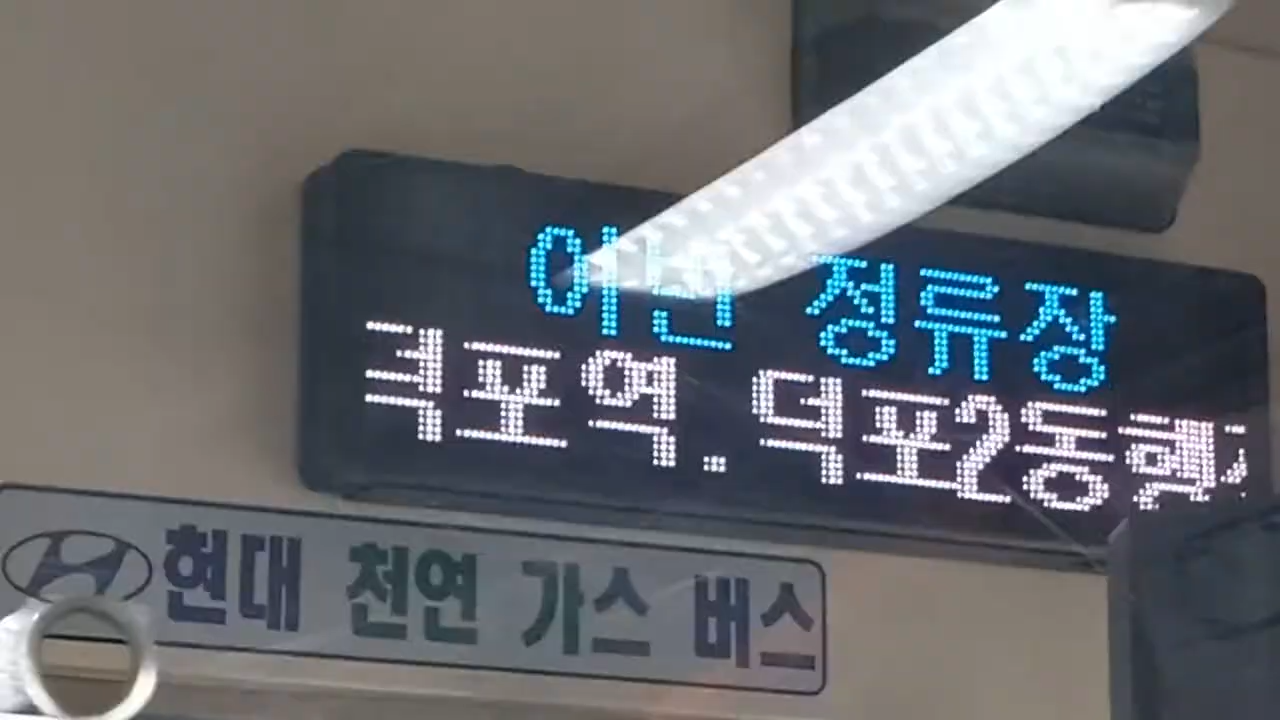 이번 정류장
덕포역.덕포2동행
현대 천연 가스 버스